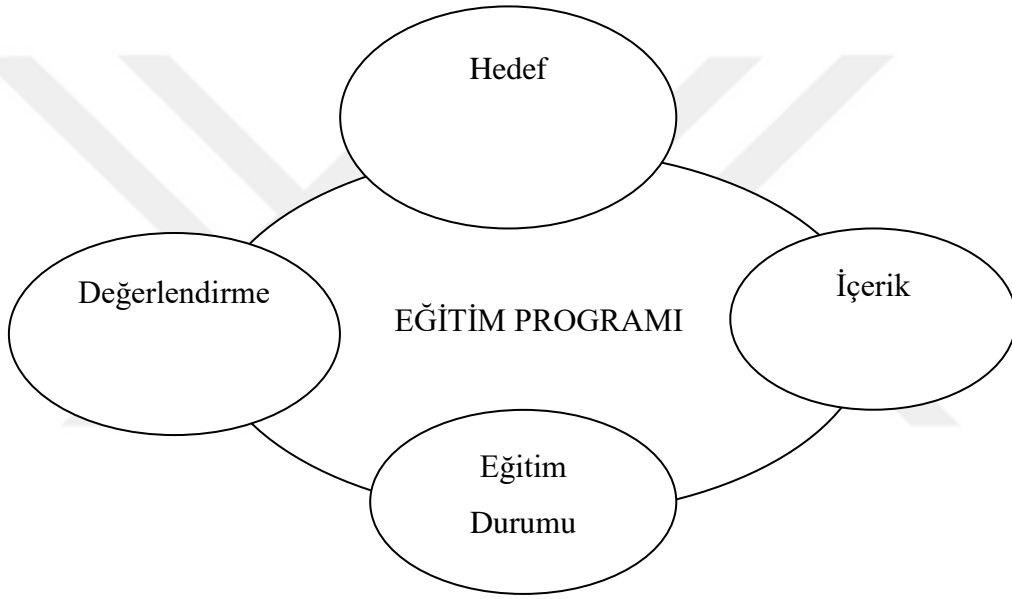 Hedef
Değerlendirme
EĞİTİM PROGRAMI
İçerik
Eğitim
Durumu